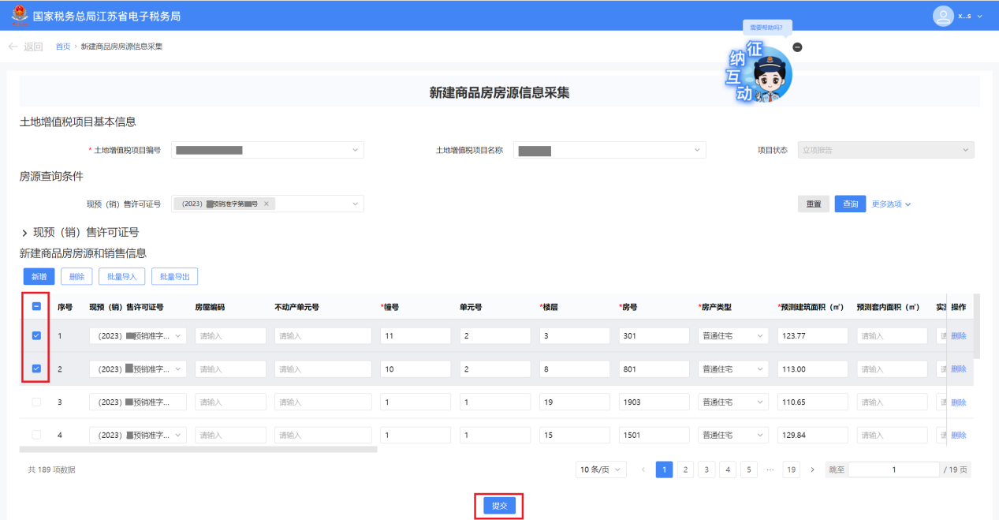 国家税务总局江苏省电子税务局
x...s
需要帮助吗?
返回 首页 › 新建商品房房源信息采集
征纳互动
新建商品房房源信息采集
土地增值税项目基本信息
* 土地增值税项目编号 土地增值税项目名称 项目状态 立项报告
房源查询条件
现预（销）售许可证号 （2023） 预销准字第 号 × 重置 查询 更多选项
现预（销）售许可证号
新建商品房房源和销售信息
新增 删除 批量导入 批量导出
序号 现预（销）售许可证号 房屋编码 不动产单元号 *幢号 单元号 *楼层 *房号 *房产类型 *预测建筑面积（㎡） 预测套内面积（㎡） 实 操作
1 （2023） 预销准字... 请输入 请输入 11 2 3 301 普通住宅 123.77 请输入 删除
2 （2023） 预销准字... 请输入 请输入 10 2 8 801 普通住宅 113.00 请输入 删除
3 （2023） 预销准字... 请输入 请输入 1 1 19 1903 普通住宅 110.65 请输入 删除
4 （2023） 预销准字... 请输入 请输入 1 1 15 1501 普通住宅 129.84 请输入 删除
共 189 项数据 10 条/页 ‹ 1 2 3 4 5 ··· 19 › 跳至 1 / 19 页
提交